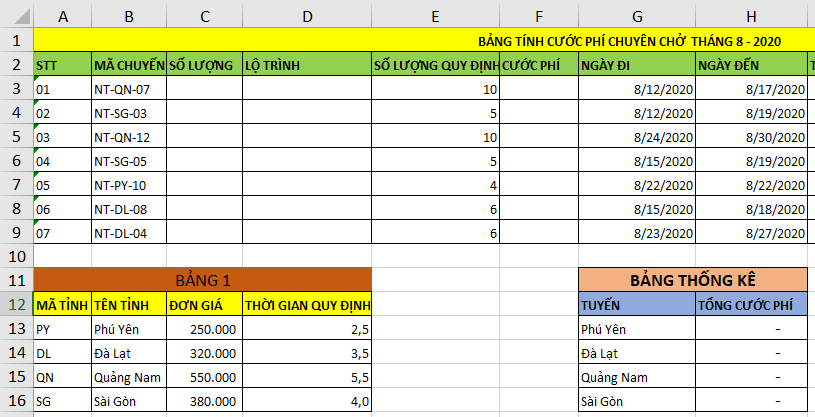 A B C D E F G H
1 BẢNG TÍNH CƯỚC PHÍ CHUYÊN CHỞ THÁNG 8 - 2020
2 STT MÃ CHUYẾN SỐ LƯỢNG LỘ TRÌNH SỐ LƯỢNG QUY ĐỊNH CƯỚC PHÍ NGÀY ĐI NGÀY ĐẾN T
3 01 NT-QN-07 10 8/12/2020 8/17/2020
4 02 NT-SG-03 5 8/12/2020 8/19/2020
5 03 NT-QN-12 10 8/24/2020 8/30/2020
6 04 NT-SG-05 5 8/15/2020 8/19/2020
7 05 NT-PY-10 4 8/22/2020 8/22/2020
8 06 NT-DL-08 6 8/15/2020 8/18/2020
9 07 NT-DL-04 6 8/23/2020 8/27/2020
10
11 BẢNG 1 BẢNG THỐNG KÊ
12 MÃ TỈNH TÊN TỈNH ĐƠN GIÁ THỜI GIAN QUY ĐỊNH TUYẾN TỔNG CƯỚC PHÍ
13 PY Phú Yên 250.000 2,5 Phú Yên -
14 DL Đà Lạt 320.000 3,5 Đà Lạt -
15 QN Quảng Nam 550.000 5,5 Quảng Nam -
16 SG Sài Gòn 380.000 4,0 Sài Gòn -